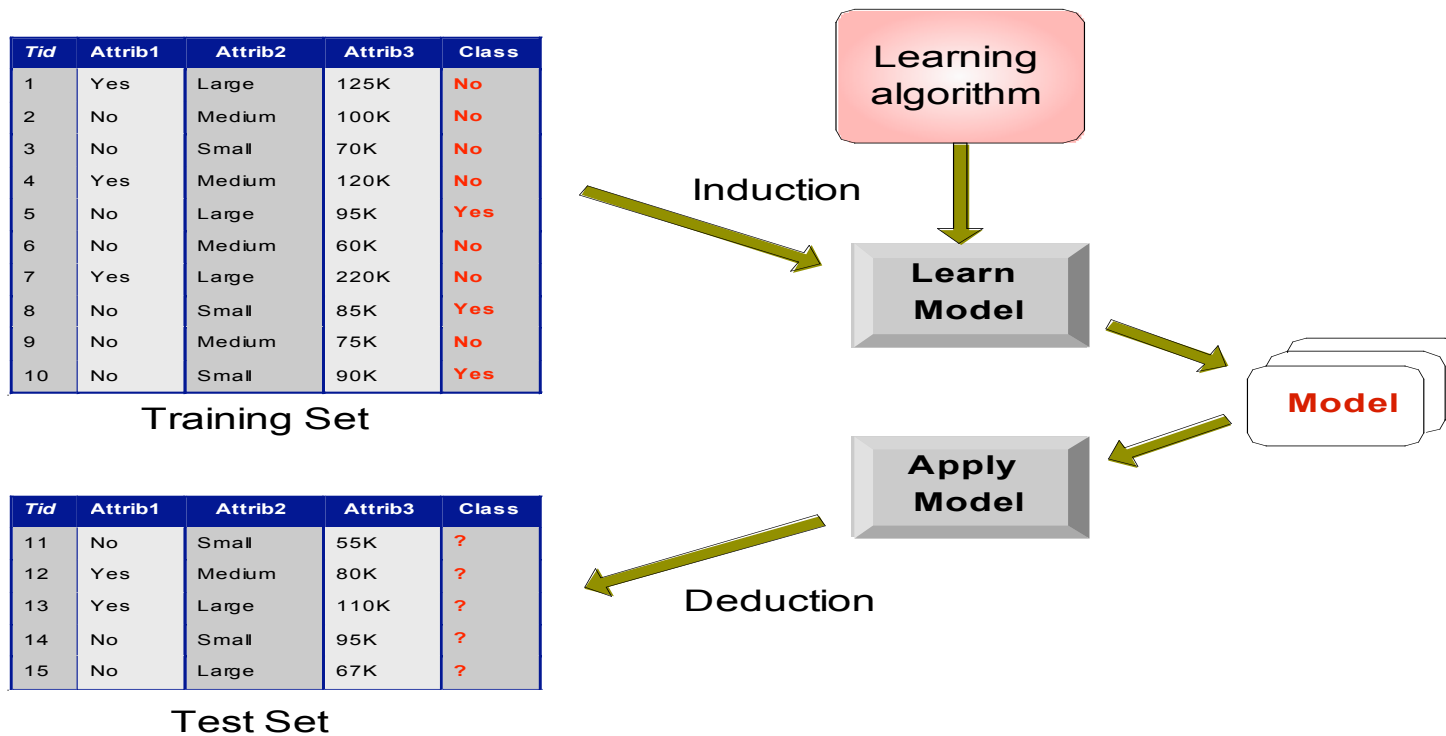 Tid Attrib1 Attrib2 Attrib3 Class
1 Yes Large 125K No
2 No Medium 100K No
3 No Small 70K No
4 Yes Medium 120K No
5 No Large 95K Yes
6 No Medium 60K No
7 Yes Large 220K No
8 No Small 85K Yes
9 No Medium 75K No
10 No Small 90K Yes
Training Set
Learning
algorithm
Induction
Learn
Model
Model
Apply
Model
Deduction
Tid Attrib1 Attrib2 Attrib3 Class
11 No Small 55K ?
12 Yes Medium 80K ?
13 Yes Large 110K ?
14 No Small 95K ?
15 No Large 67K ?
Test Set